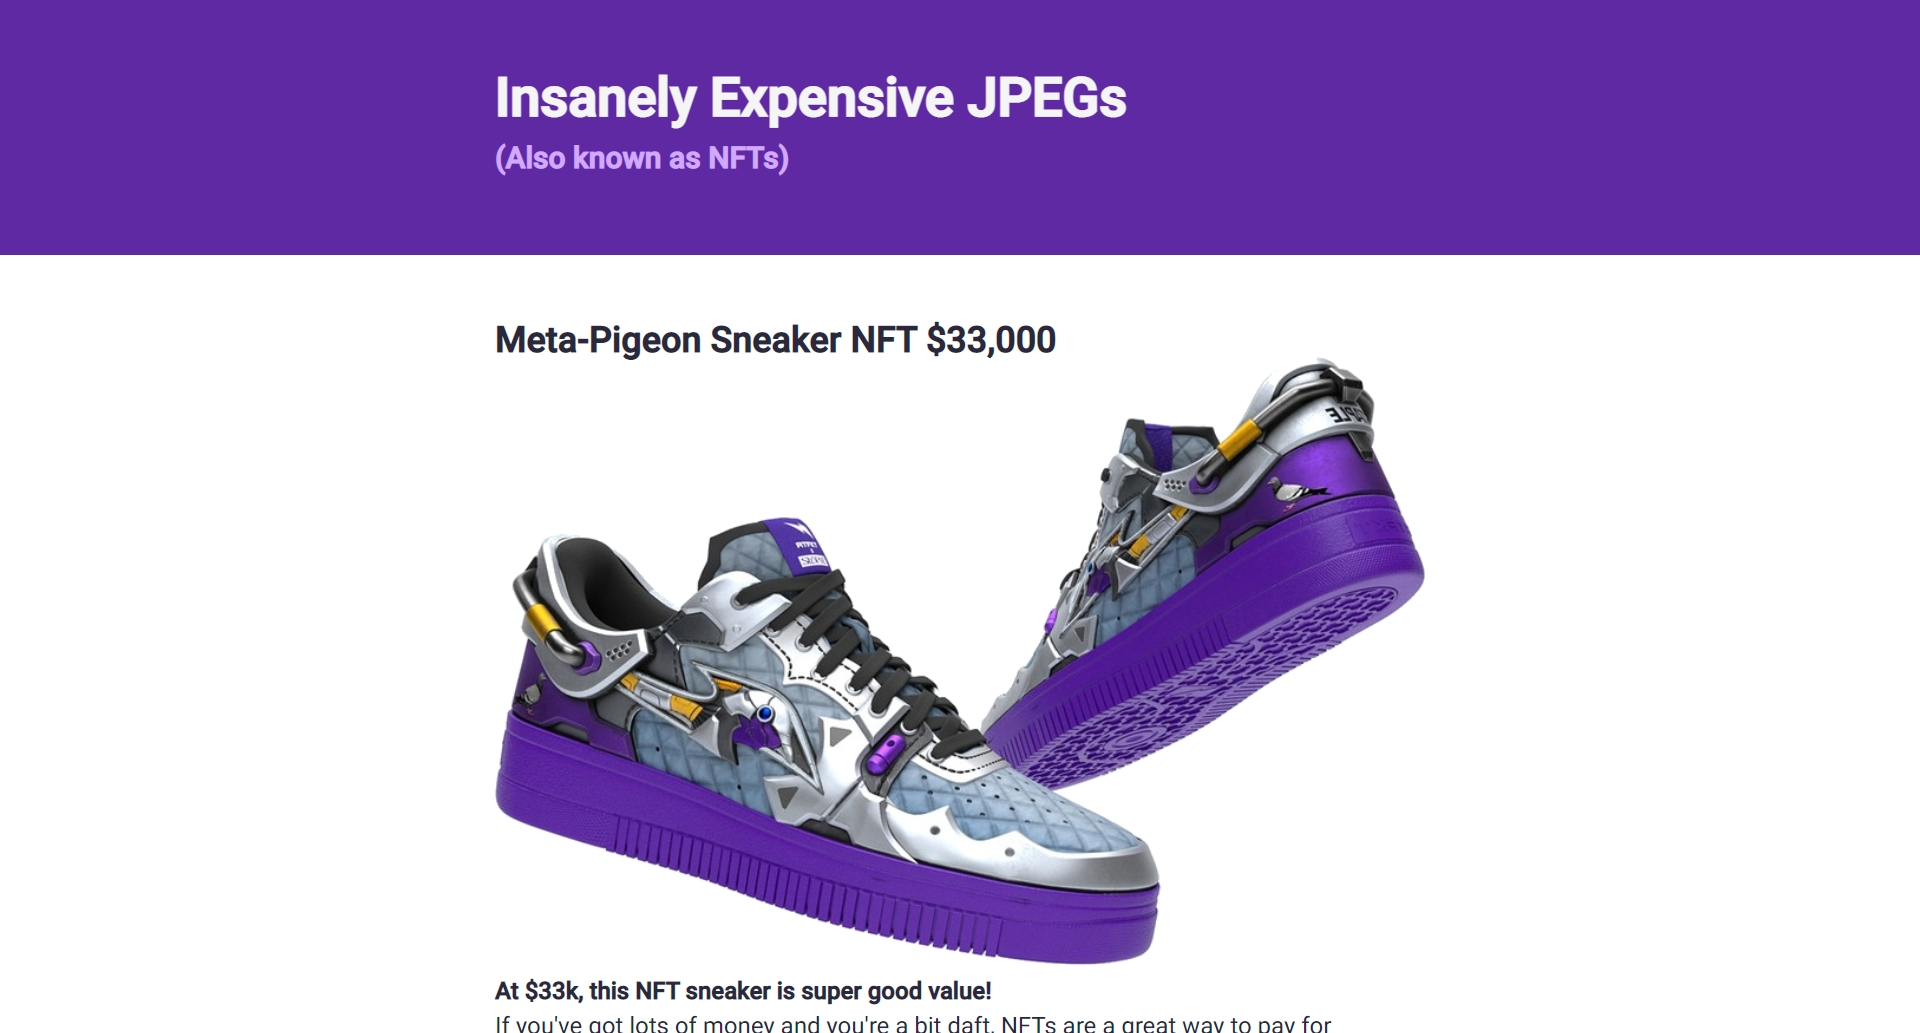 Insanely Expensive JPEGs
(Also known as NFTs)
Meta-Pigeon Sneaker NFT $33,000
At $33k, this NFT sneaker is super good value!
If you've got lots of money and you're a bit daft, NFTs are a great way to pay for